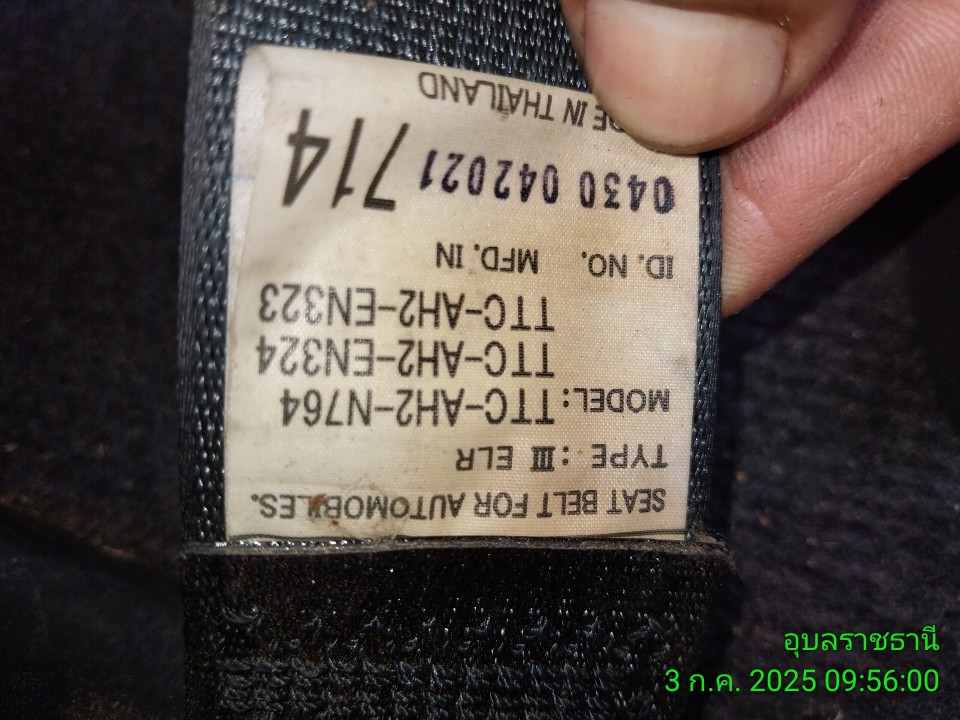 SEAT BELT FOR AUTOMOBILES.
TYPE : III ELR
MODEL: TTC-AH2-N764
TTC-AH2-EN324
TTC-AH2-EN323
ID. NO. MFD. IN
0430 042021 714
IN THAILAND
อุบลราชธานี
3 ก.ค. 2025 09:56:00